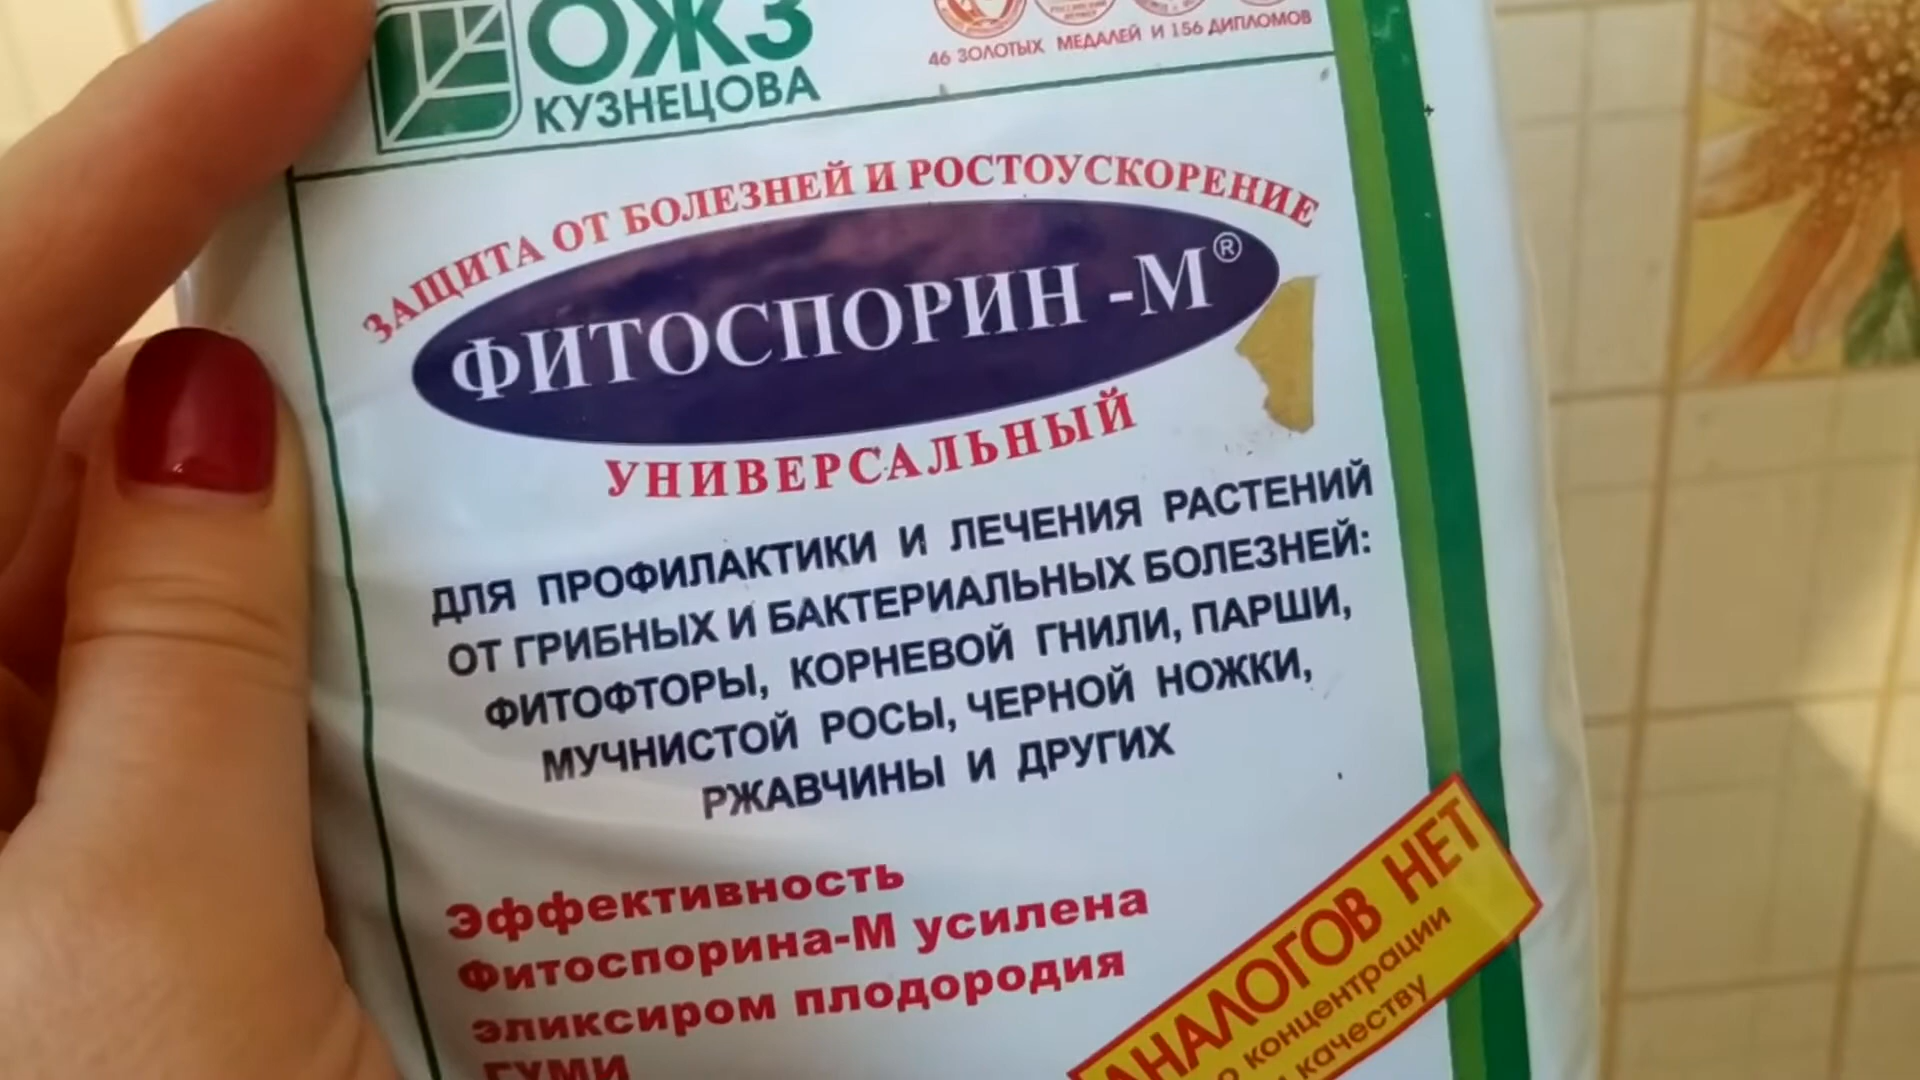 ОЖЗ
КУЗНЕЦОВА
46 ЗОЛОТЫХ МЕДАЛЕЙ И 156 ДИПЛОМОВ
ЗАЩИТА ОТ БОЛЕЗНЕЙ И РОСТОУСКОРЕНИЕ
ФИТОСПОРИН -М®
УНИВЕРСАЛЬНЫЙ
ДЛЯ ПРОФИЛАКТИКИ И ЛЕЧЕНИЯ РАСТЕНИЙ
ОТ ГРИБНЫХ И БАКТЕРИАЛЬНЫХ БОЛЕЗНЕЙ:
ФИТОФТОРЫ, КОРНЕВОЙ ГНИЛИ, ПАРШИ,
МУЧНИСТОЙ РОСЫ, ЧЕРНОЙ НОЖКИ,
РЖАВЧИНЫ И ДРУГИХ
Эффективность
Фитоспорина-М усилена
эликсиром плодородия
ГУМИ
АНАЛОГОВ НЕТ
концентрации
качеству